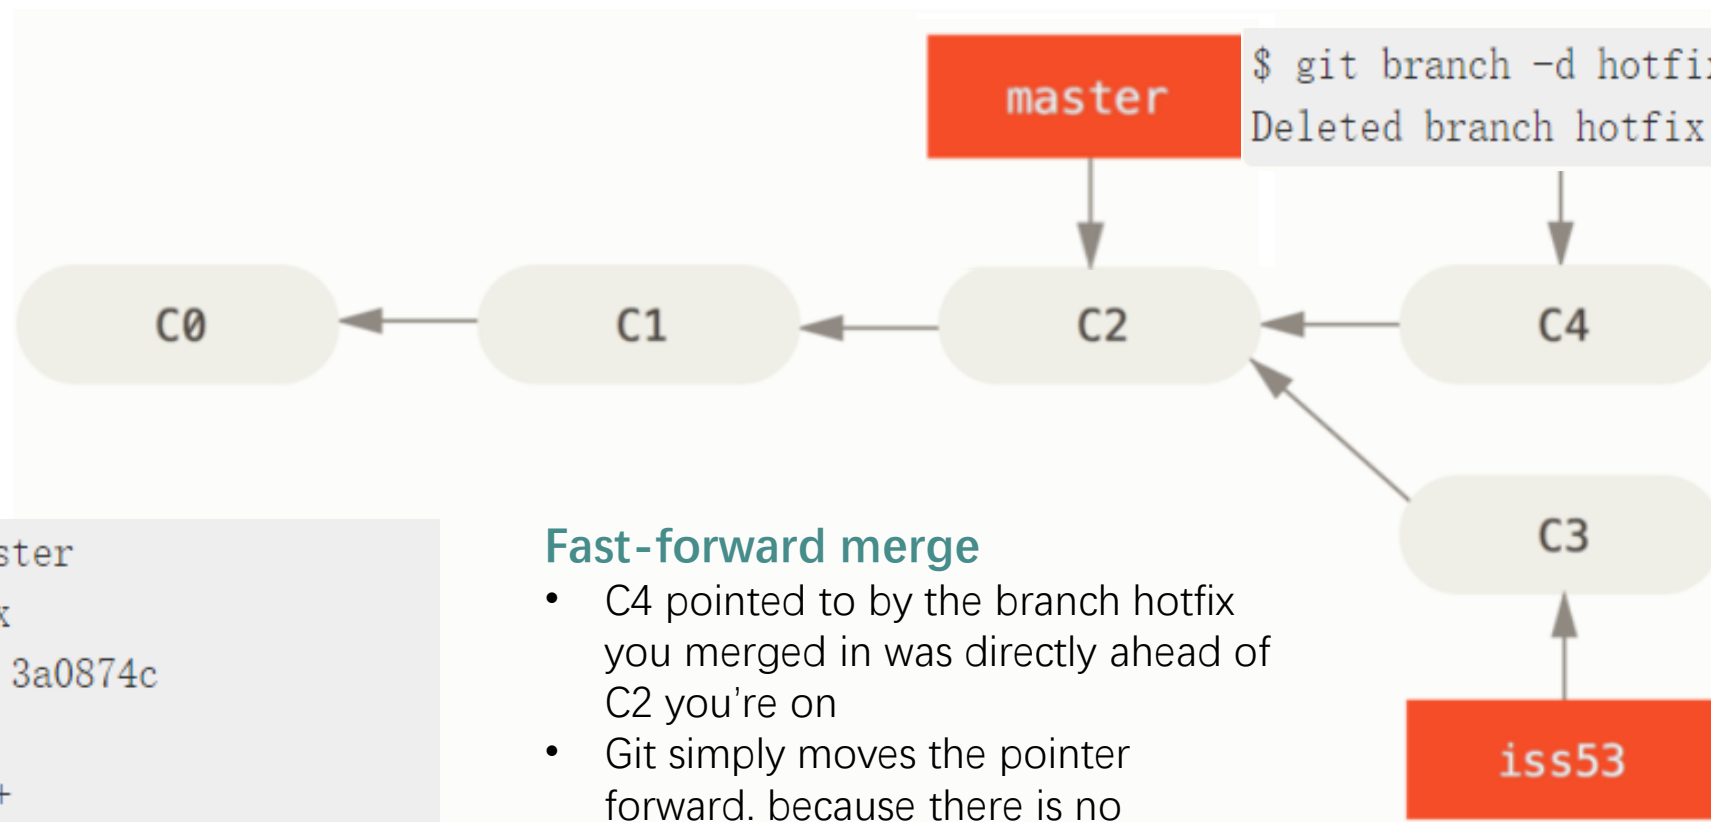 master
$ git branch -d hotfix
Deleted branch hotfix
C0
C1
C2
C4
C3
iss53
ster
x
3a0874c
+
Fast-forward merge
• C4 pointed to by the branch hotfix
you merged in was directly ahead of
C2 you’re on
• Git simply moves the pointer
forward, because there is no